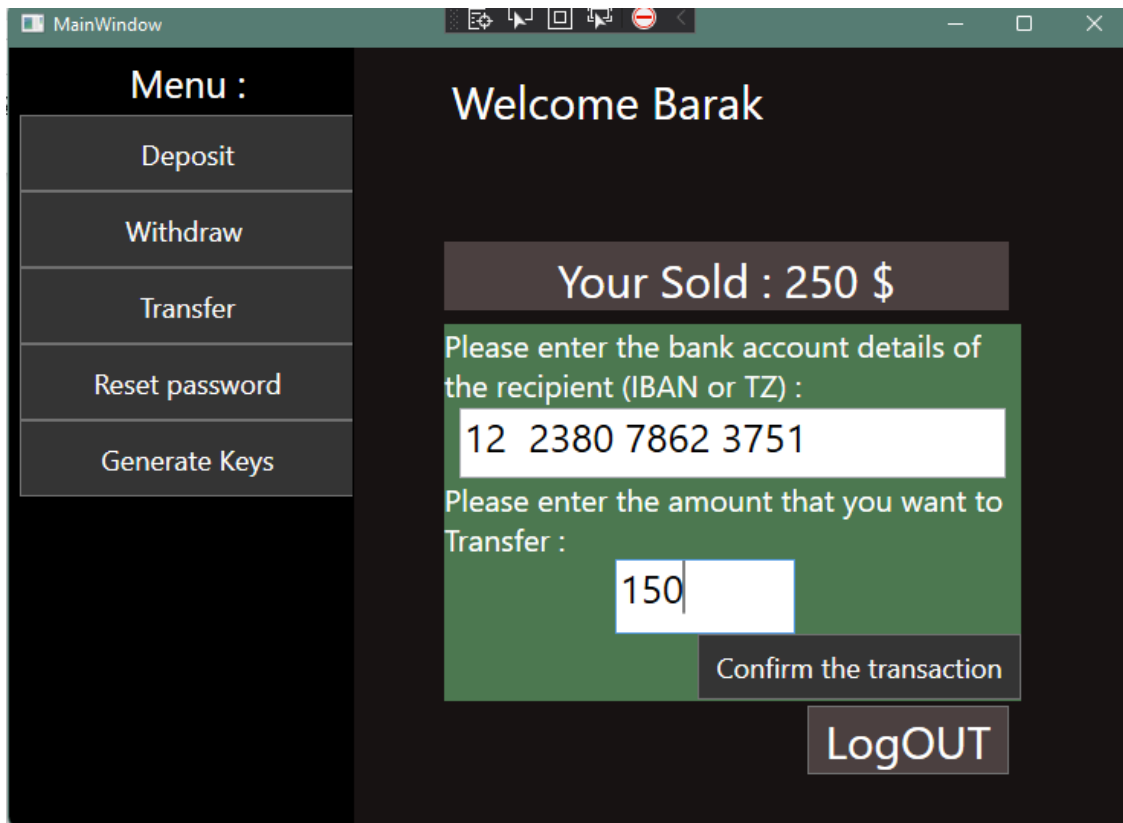 MainWindow
Menu :
Deposit
Withdraw
Transfer
Reset password
Generate Keys
Welcome Barak
Your Sold : 250 $
Please enter the bank account details of
the recipient (IBAN or TZ) :
12  2380 7862 3751
Please enter the amount that you want to
Transfer :
150
Confirm the transaction
LogOUT